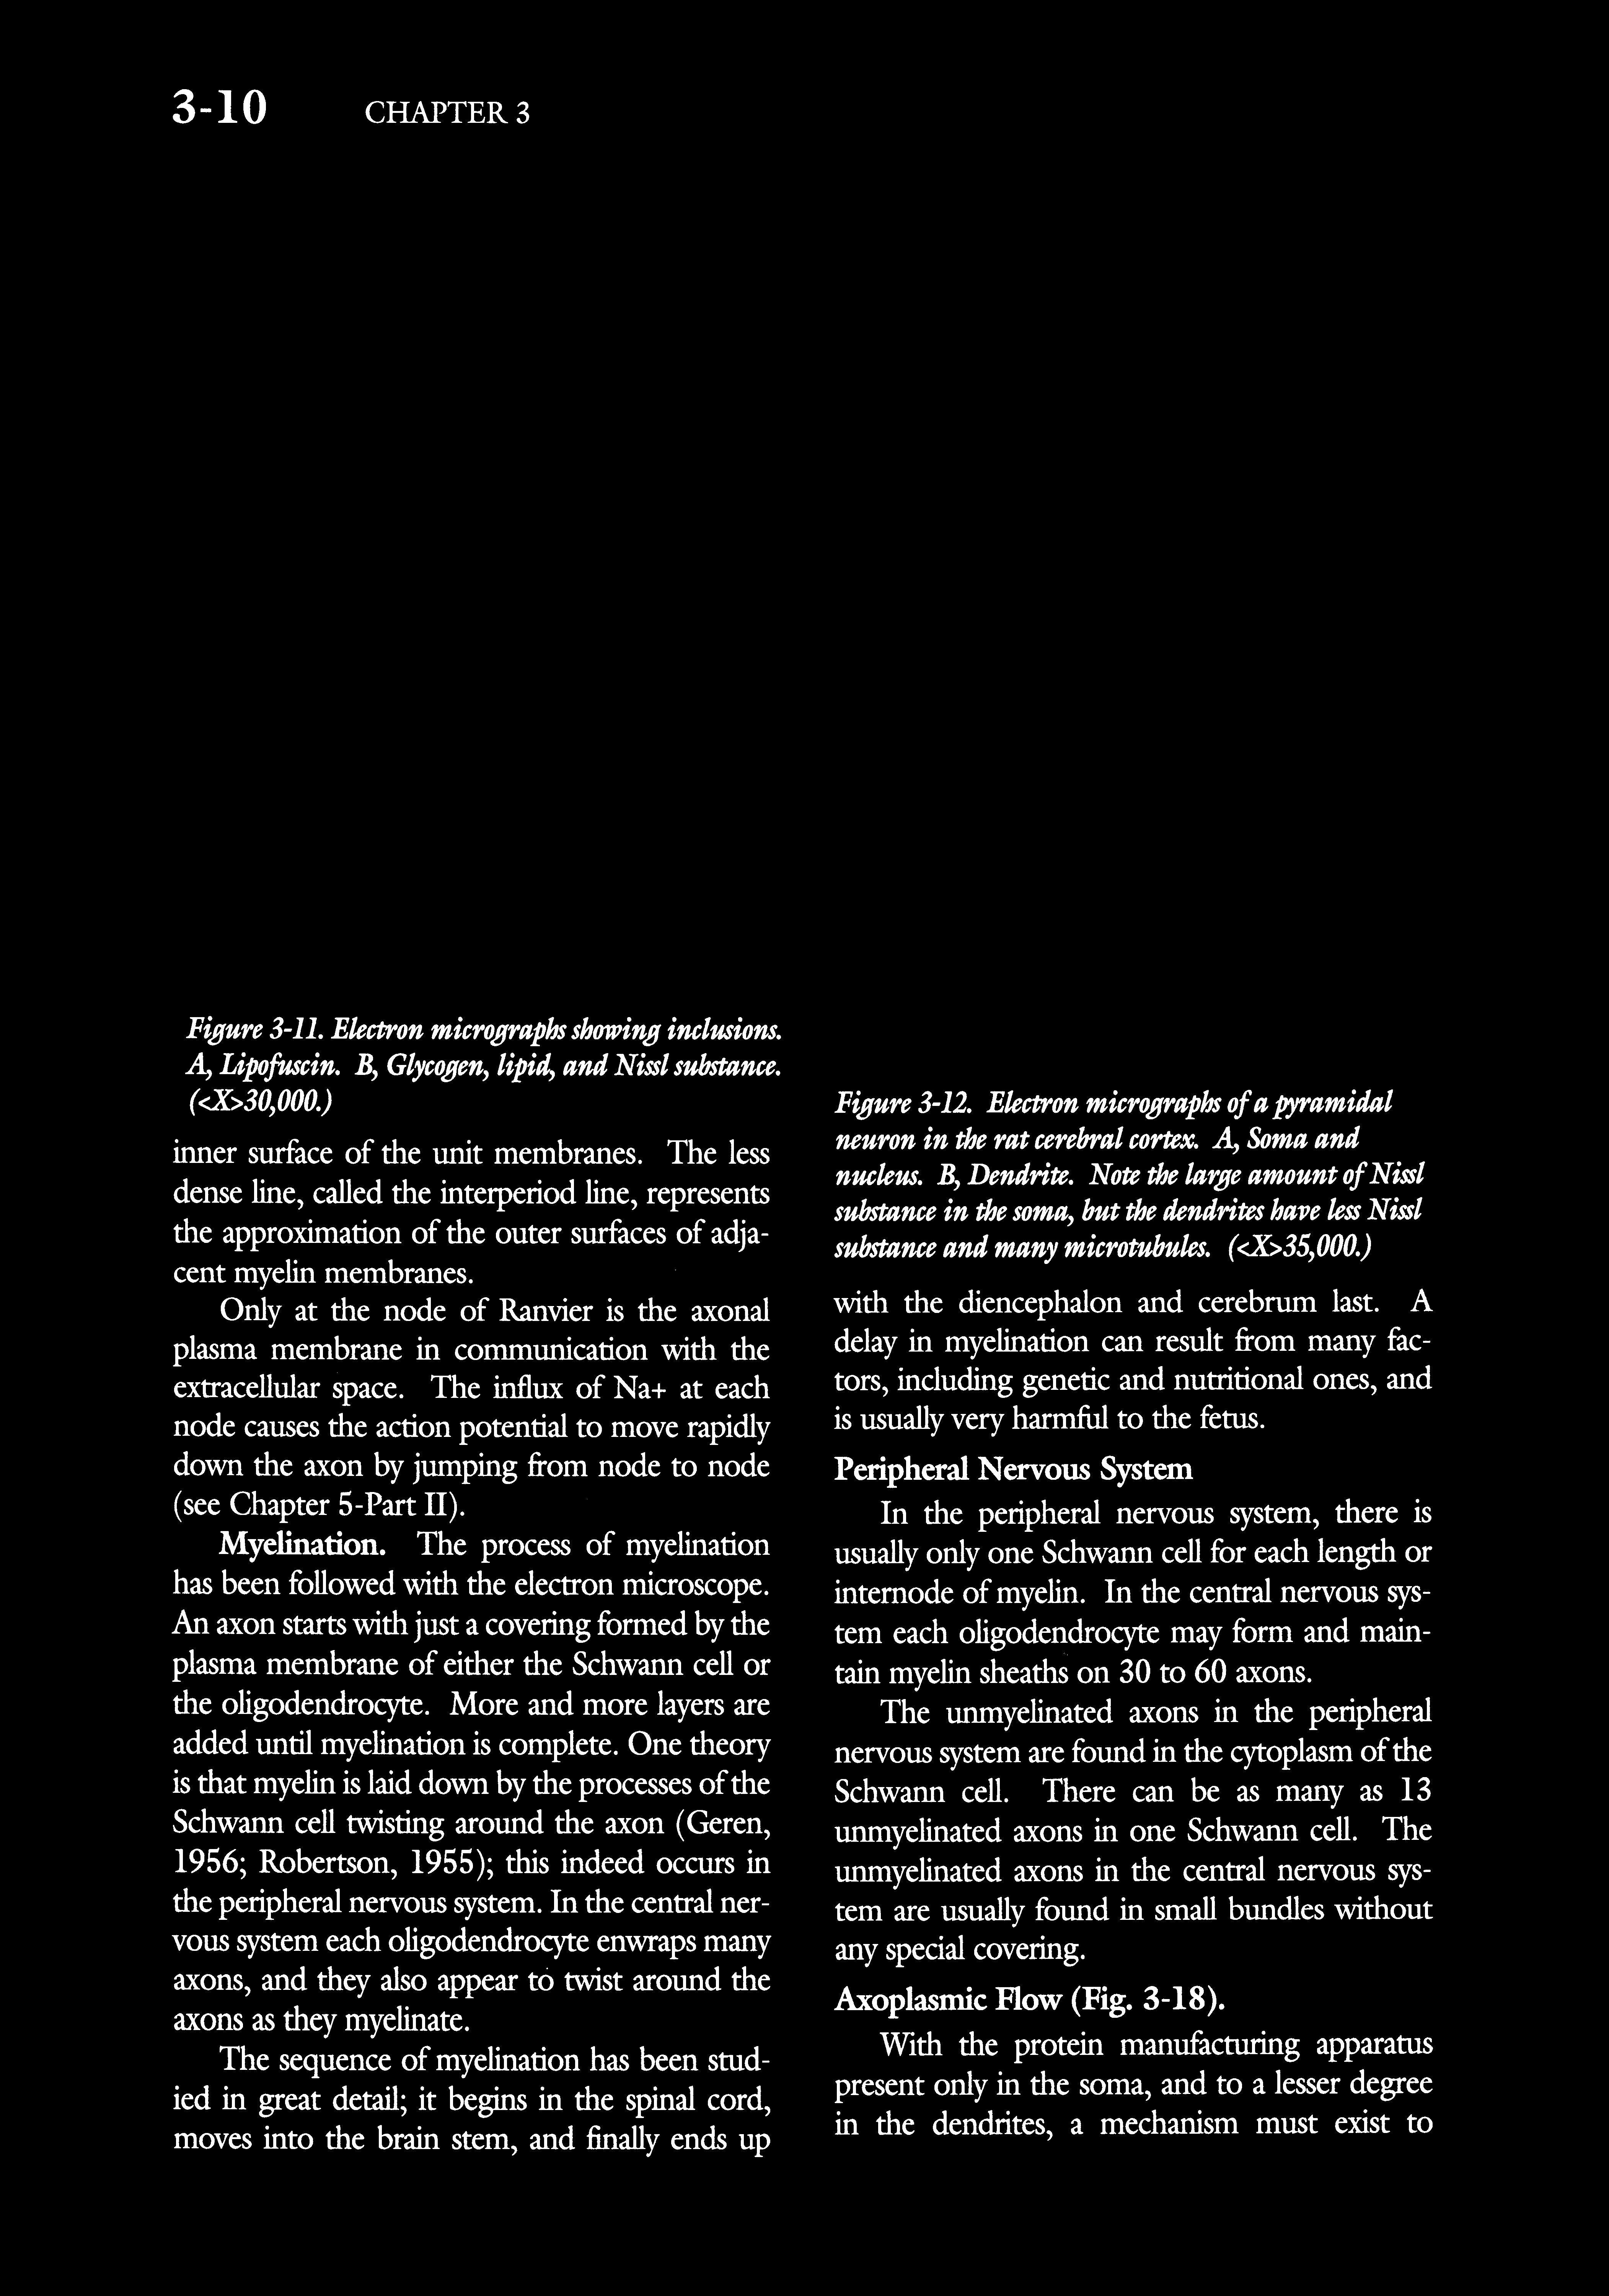 3-10 CHAPTER 3
Figure 3-11. Electron micrographs showing inclusions.
A, Lipofuscin. B, Glycogen, lipid, and Nissl substance.
(<X>30,000.)
inner surface of the unit membranes. The less
dense line, called the interperiod line, represents
the approximation of the outer surfaces of adja-
cent myelin membranes.
Only at the node of Ranvier is the axonal
plasma membrane in communication with the
extracellular space. The influx of Na+ at each
node causes the action potential to move rapidly
down the axon by jumping from node to node
(see Chapter 5-Part II).
Myelination. The process of myelination
has been followed with the electron microscope.
An axon starts with just a covering formed by the
plasma membrane of either the Schwann cell or
the oligodendrocyte. More and more layers are
added until myelination is complete. One theory
is that myelin is laid down by the processes of the
Schwann cell twisting around the axon (Geren,
1956; Robertson, 1955); this indeed occurs in
the peripheral nervous system. In the central ner-
vous system each oligodendrocyte enwraps many
axons, and they also appear to twist around the
axons as they myelinate.
The sequence of myelination has been stud-
ied in great detail; it begins in the spinal cord,
moves into the brain stem, and finally ends up
Figure 3-12. Electron micrographs of a pyramidal
neuron in the rat cerebral cortex. A, Soma and
nucleus. B, Dendrite. Note the large amount of Nissl
substance in the soma, but the dendrites have less Nissl
substance and many microtubules. (<X>35,000.)
with the diencephalon and cerebrum last. A
delay in myelination can result from many fac-
tors, including genetic and nutritional ones, and
is usually very harmful to the fetus.
Peripheral Nervous System
In the peripheral nervous system, there is
usually only one Schwann cell for each length or
internode of myelin. In the central nervous sys-
tem each oligodendrocyte may form and main-
tain myelin sheaths on 30 to 60 axons.
The unmyelinated axons in the peripheral
nervous system are found in the cytoplasm of the
Schwann cell. There can be as many as 13
unmyelinated axons in one Schwann cell. The
unmyelinated axons in the central nervous sys-
tem are usually found in small bundles without
any special covering.
Axoplasmic Flow (Fig. 3-18).
With the protein manufacturing apparatus
present only in the soma, and to a lesser degree
in the dendrites, a mechanism must exist to